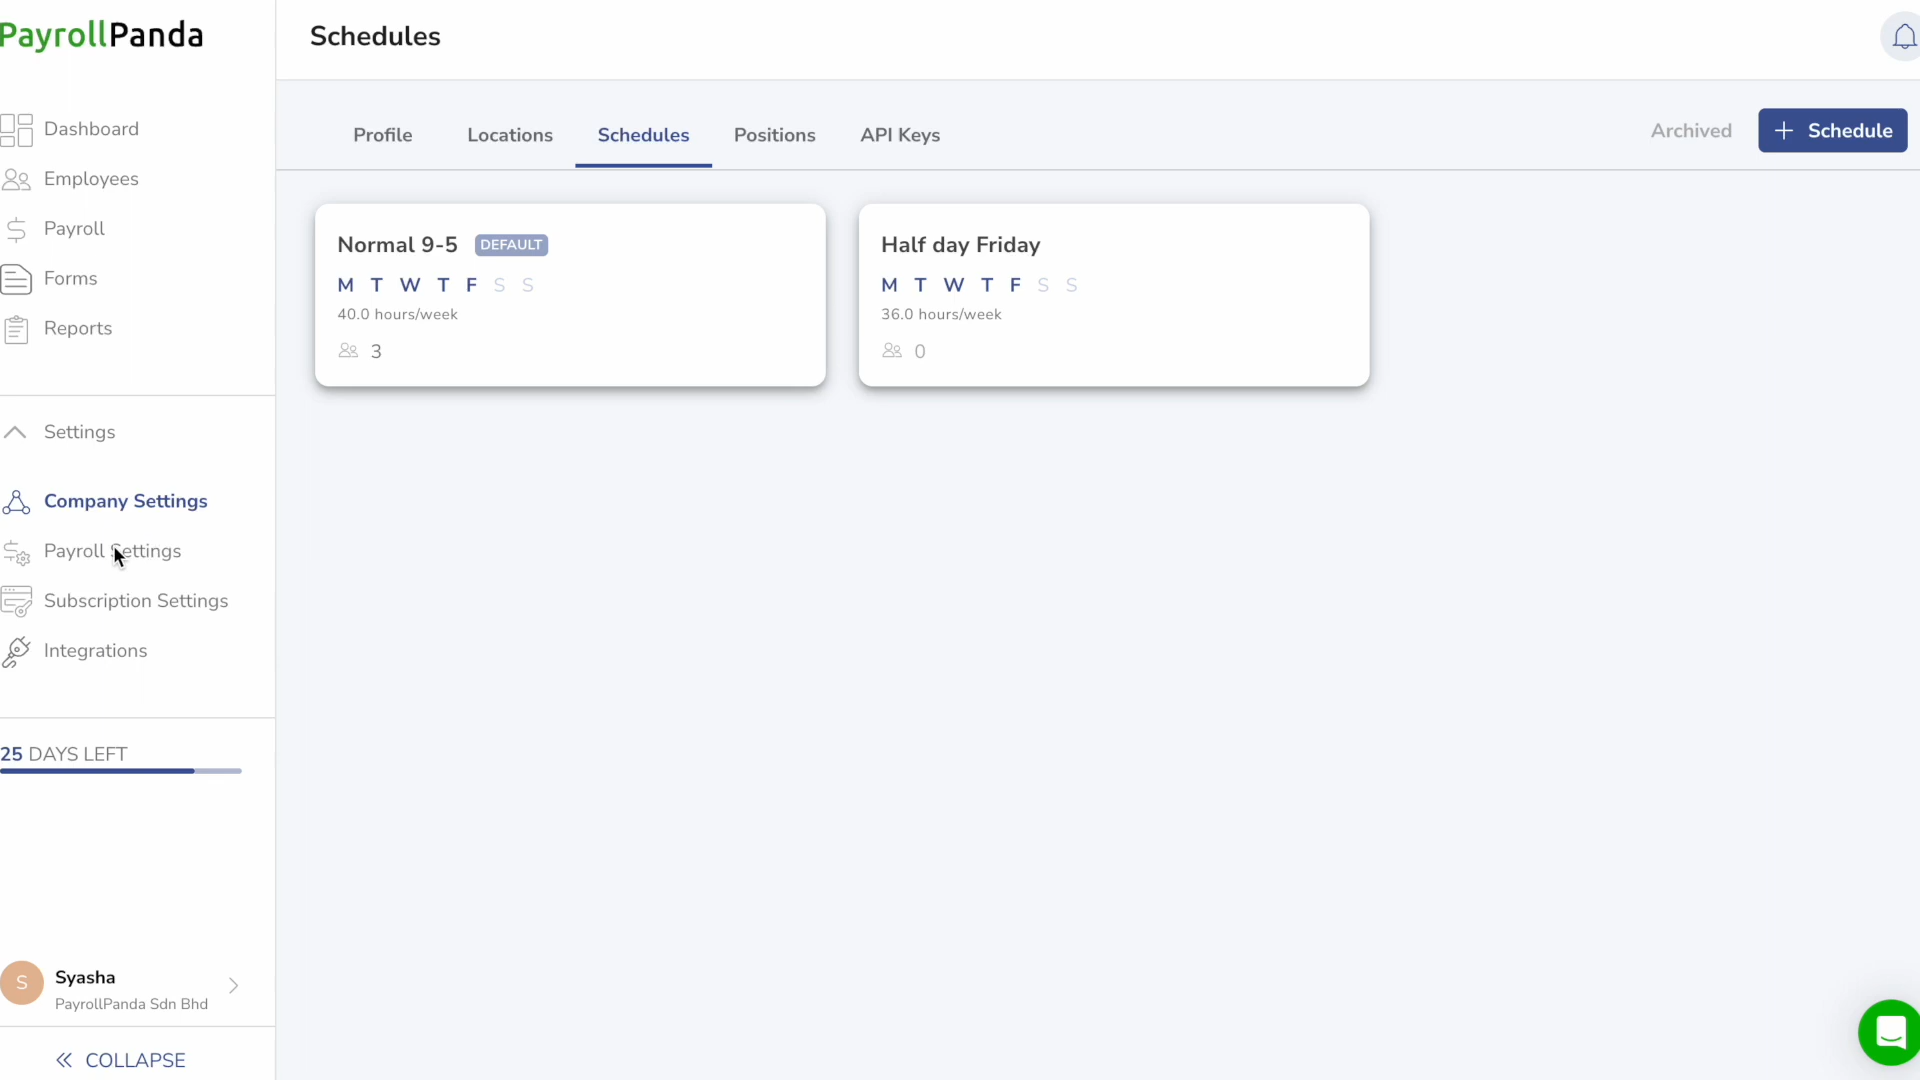 PayrollPanda
Schedules
Dashboard
Employees
Payroll
Forms
Reports
Settings
Company Settings
Payroll Settings
Subscription Settings
Integrations
25 DAYS LEFT
S
Syasha
PayrollPanda Sdn Bhd
COLLAPSE
Profile
Locations
Schedules
Positions
API Keys
Archived
+ Schedule
Normal 9-5 DEFAULT
M T W T F S S
40.0 hours/week
3
Half day Friday
M T W T F S S
36.0 hours/week
0